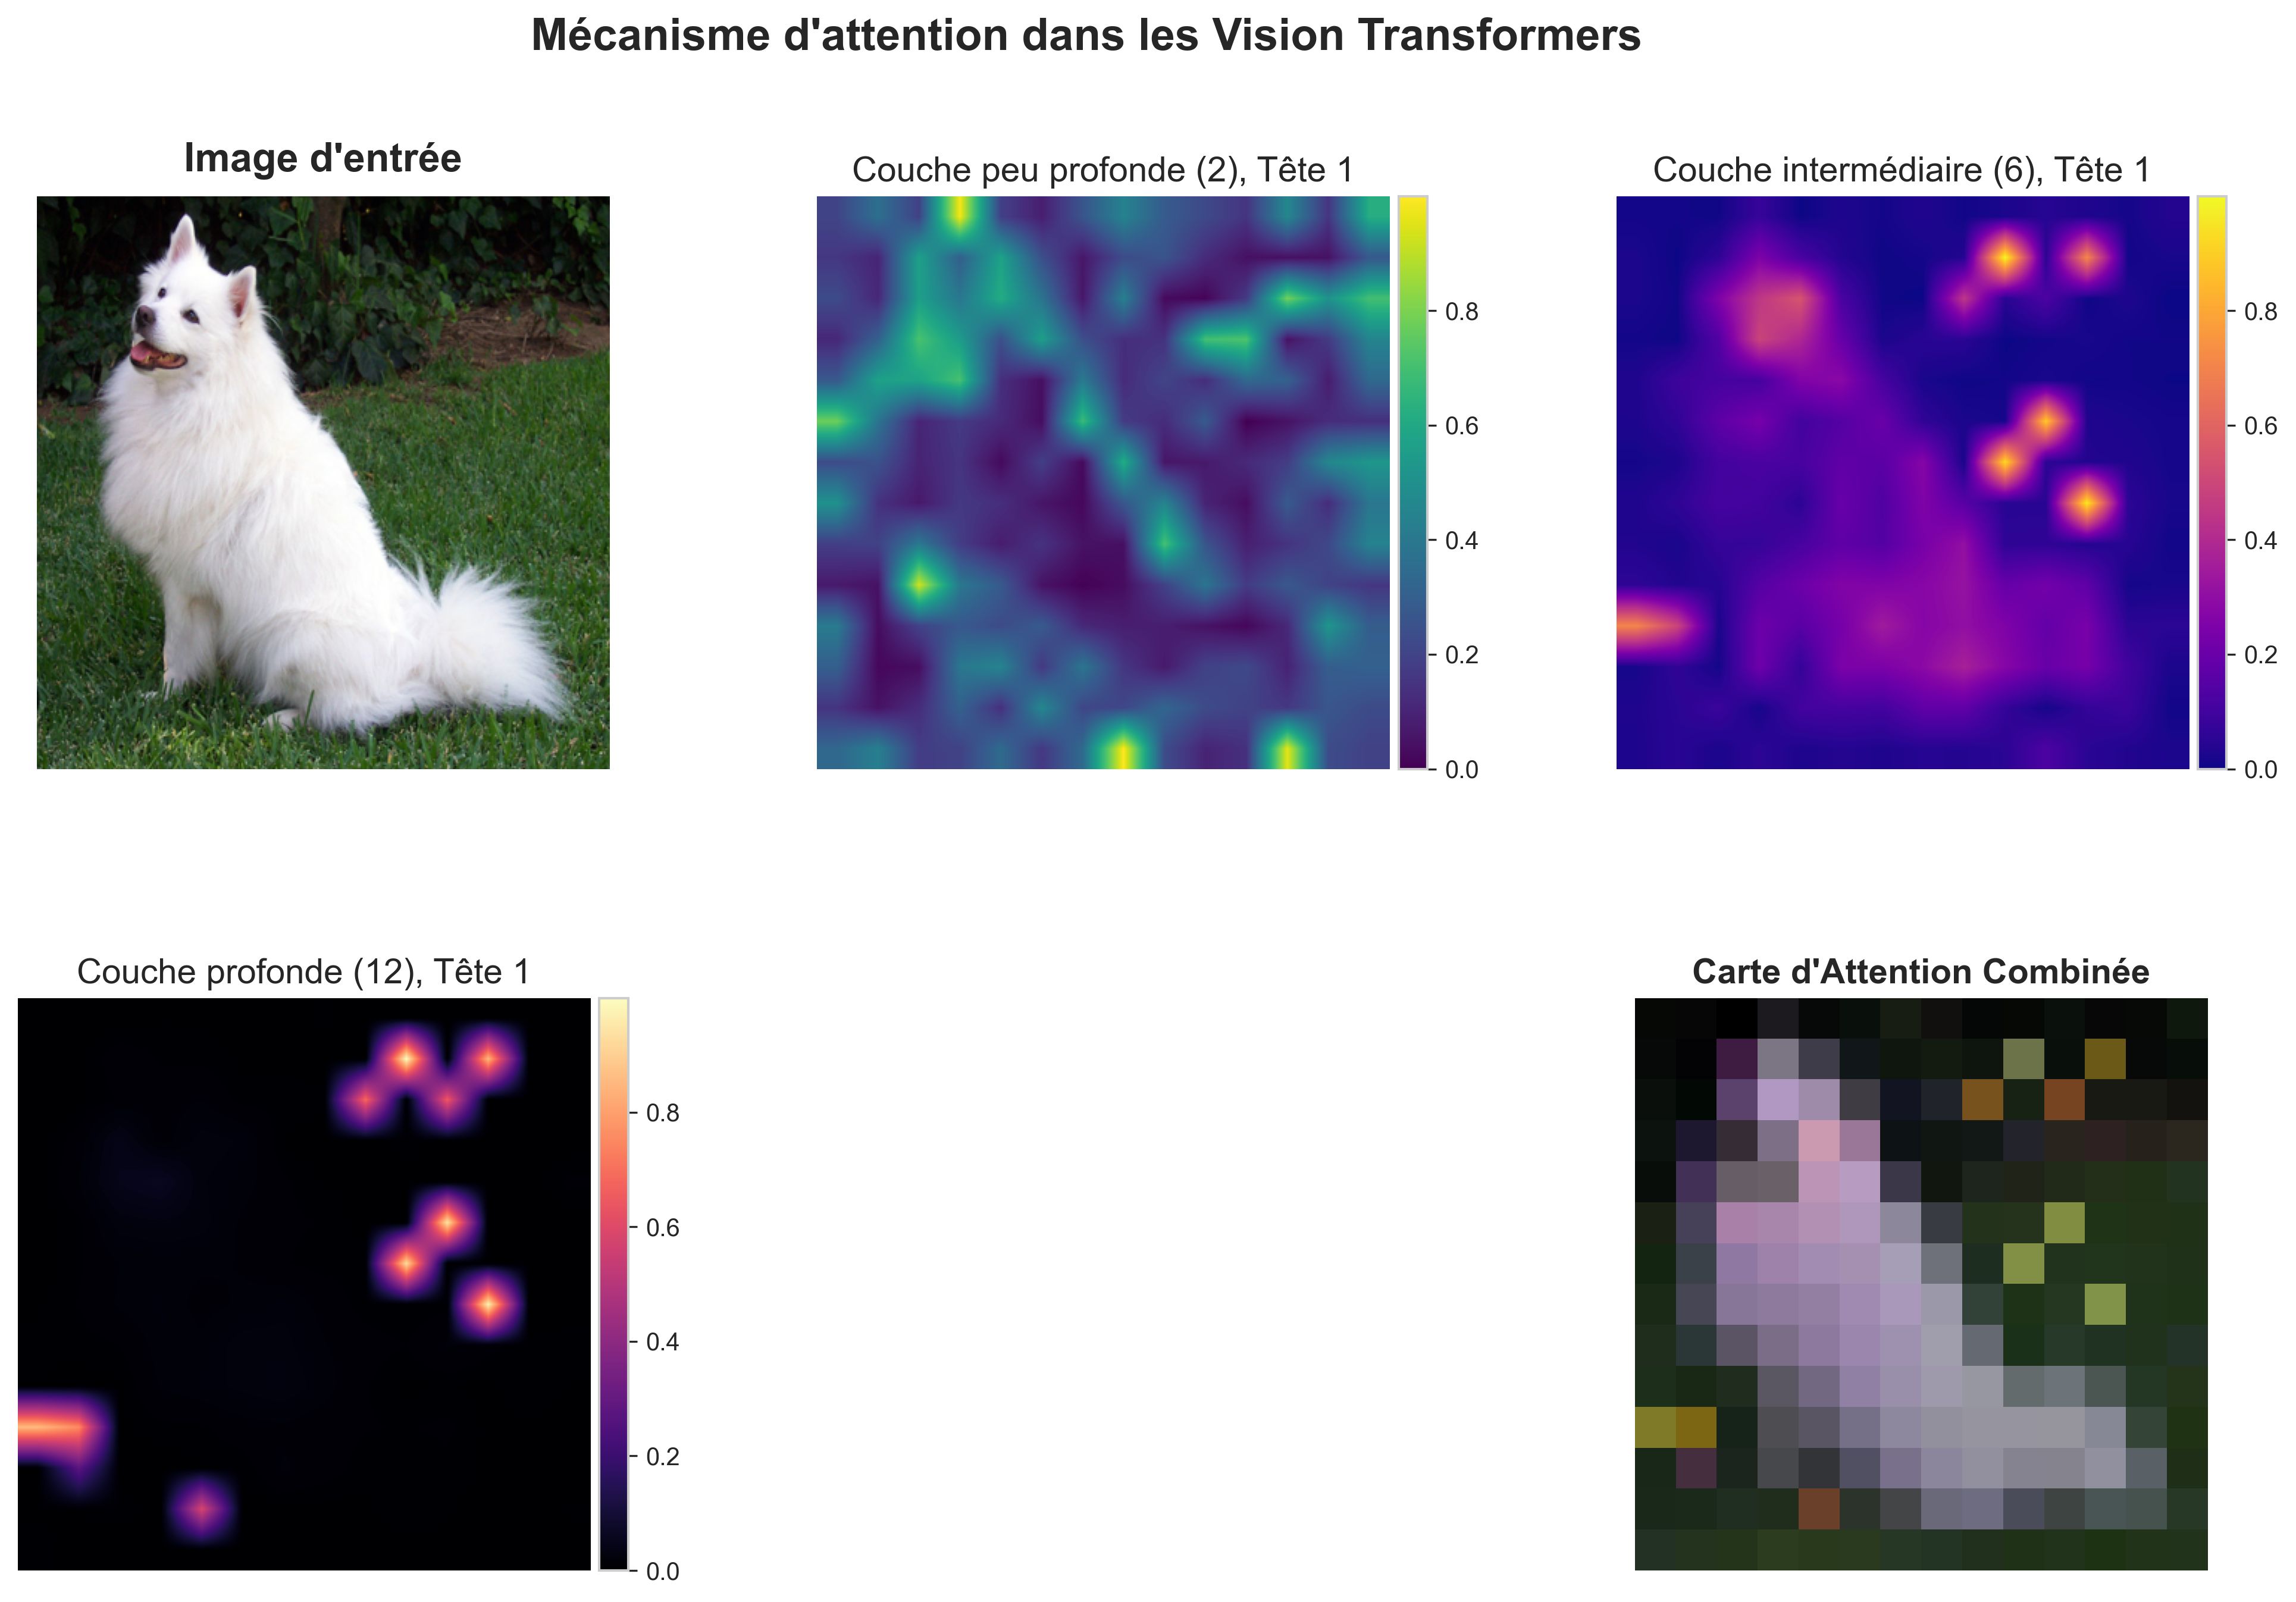 Mécanisme d'attention dans les Vision Transformers
Image d'entrée
Couche peu profonde (2), Tête 1
0.8
0.6
0.4
0.2
0.0
Couche intermédiaire (6), Tête 1
0.8
0.6
0.4
0.2
0.0
Couche profonde (12), Tête 1
0.8
0.6
0.4
0.2
0.0
Carte d'Attention Combinée